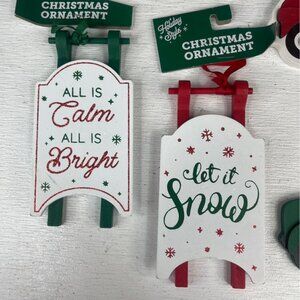 CHRISTMAS
ORNAMENT
Holiday
Style
CHRISTMAS
ORNAMENT
ALL IS
Calm
ALL IS
Bright
let it
Snow